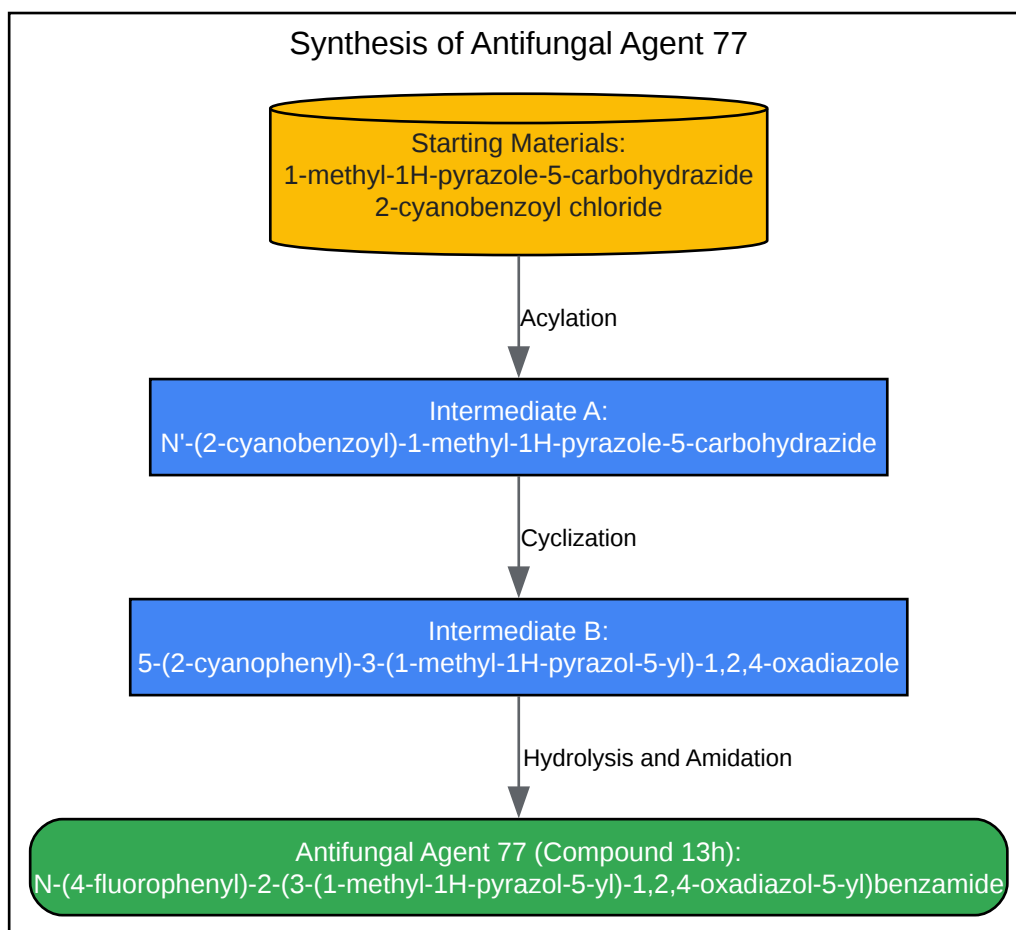 Synthesis of Antifungal Agent 77
Starting Materials:
1-methyl-1H-pyrazole-5-carbohydrazide
2-cyanobenzoyl chloride
Acylation
Intermediate A:
N'-(2-cyanobenzoyl)-1-methyl-1H-pyrazole-5-carbohydrazide
Cyclization
Intermediate B:
5-(2-cyanophenyl)-3-(1-methyl-1H-pyrazol-5-yl)-1,2,4-oxadiazole
Hydrolysis and Amidation
Antifungal Agent 77 (Compound 13h):
N-(4-fluorophenyl)-2-(3-(1-methyl-1H-pyrazol-5-yl)-1,2,4-oxadiazol-5-yl)benzamide